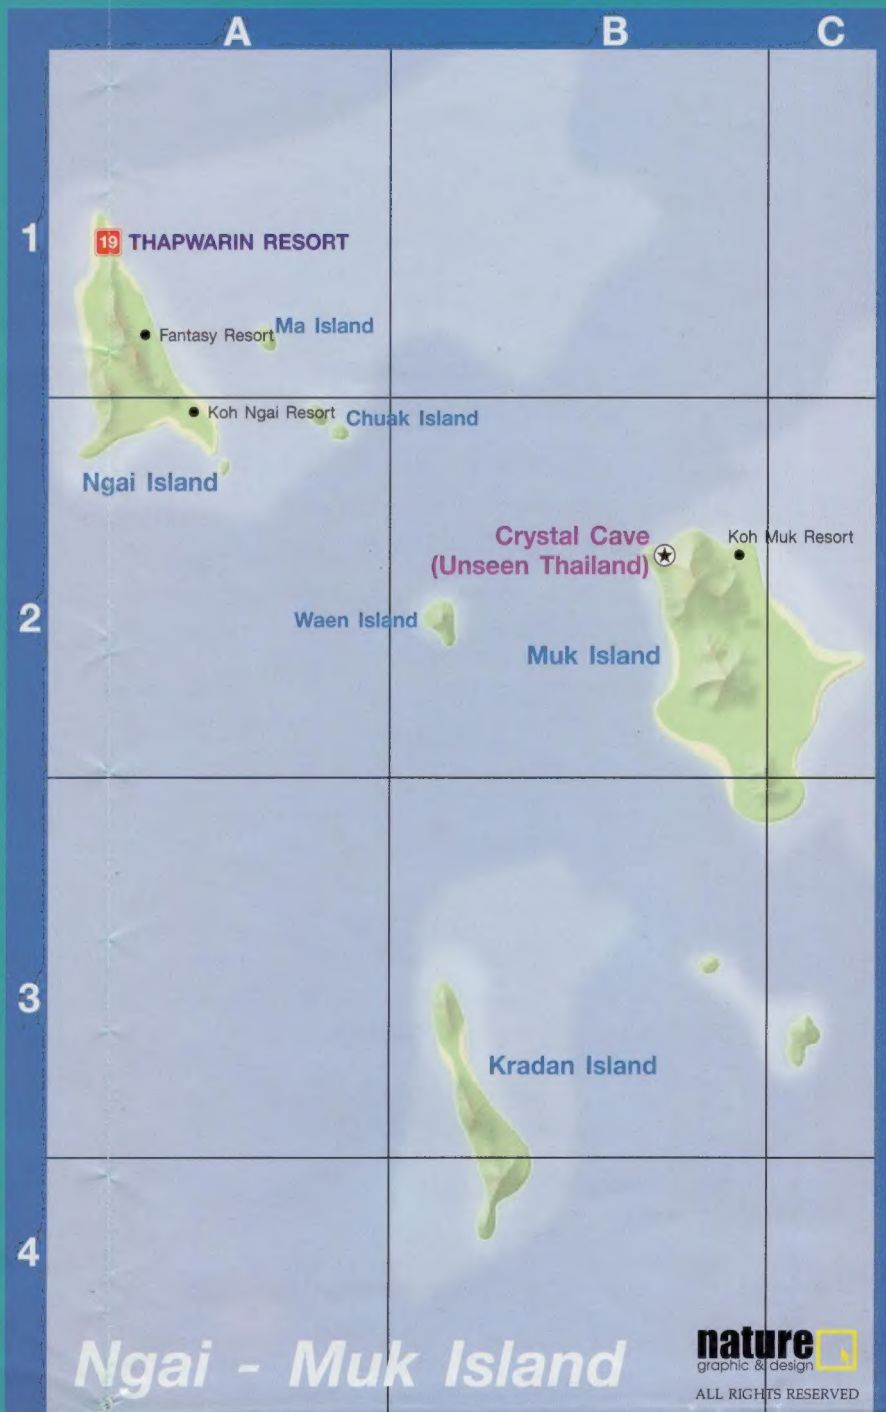 A B C
1
19 THAPWARIN RESORT
Ma Island
Fantasy Resort
Koh Ngai Resort
Chuak Island
Ngai Island
Crystal Cave
(Unseen Thailand)
Koh Muk Resort
2
Waen Island
Muk Island
3
Kradan Island
4
Ngai - Muk Island
nature
graphic & design
ALL RIGHTS RESERVED